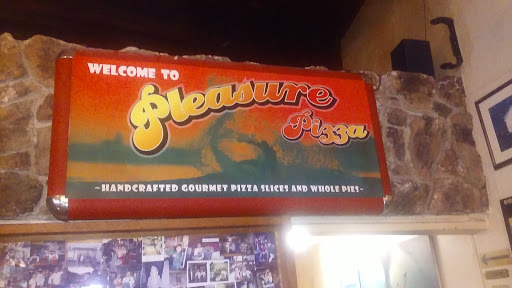 WELCOME TO
Pleasure
Pizza
~HANDCRAFTED GOURMET PIZZA SLICES AND WHOLE PIES~